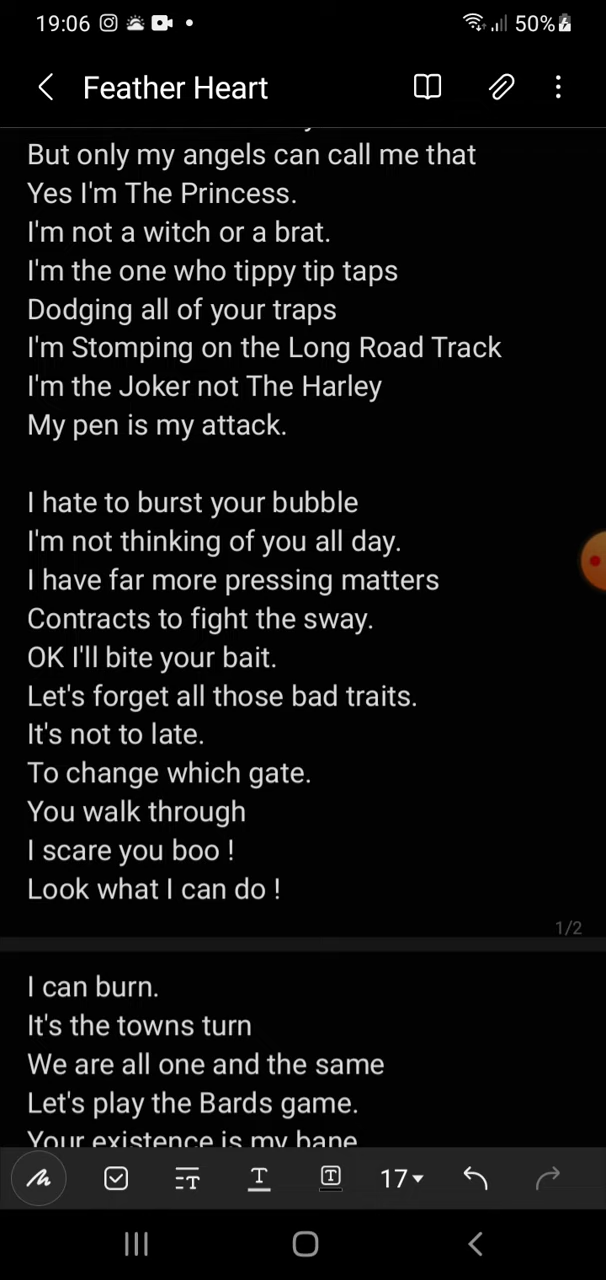 19:06 50%
Feather Heart
But only my angels can call me that
Yes I'm The Princess.
I'm not a witch or a brat.
I'm the one who tippy tip taps
Dodging all of your traps
I'm Stomping on the Long Road Track
I'm the Joker not The Harley
My pen is my attack.
I hate to burst your bubble
I'm not thinking of you all day.
I have far more pressing matters
Contracts to fight the sway.
OK I'll bite your bait.
Let's forget all those bad traits.
It's not to late.
To change which gate.
You walk through
I scare you boo !
Look what I can do !
1/2
I can burn.
It's the towns turn
We are all one and the same
Let's play the Bards game.
Your existence is my bane
17